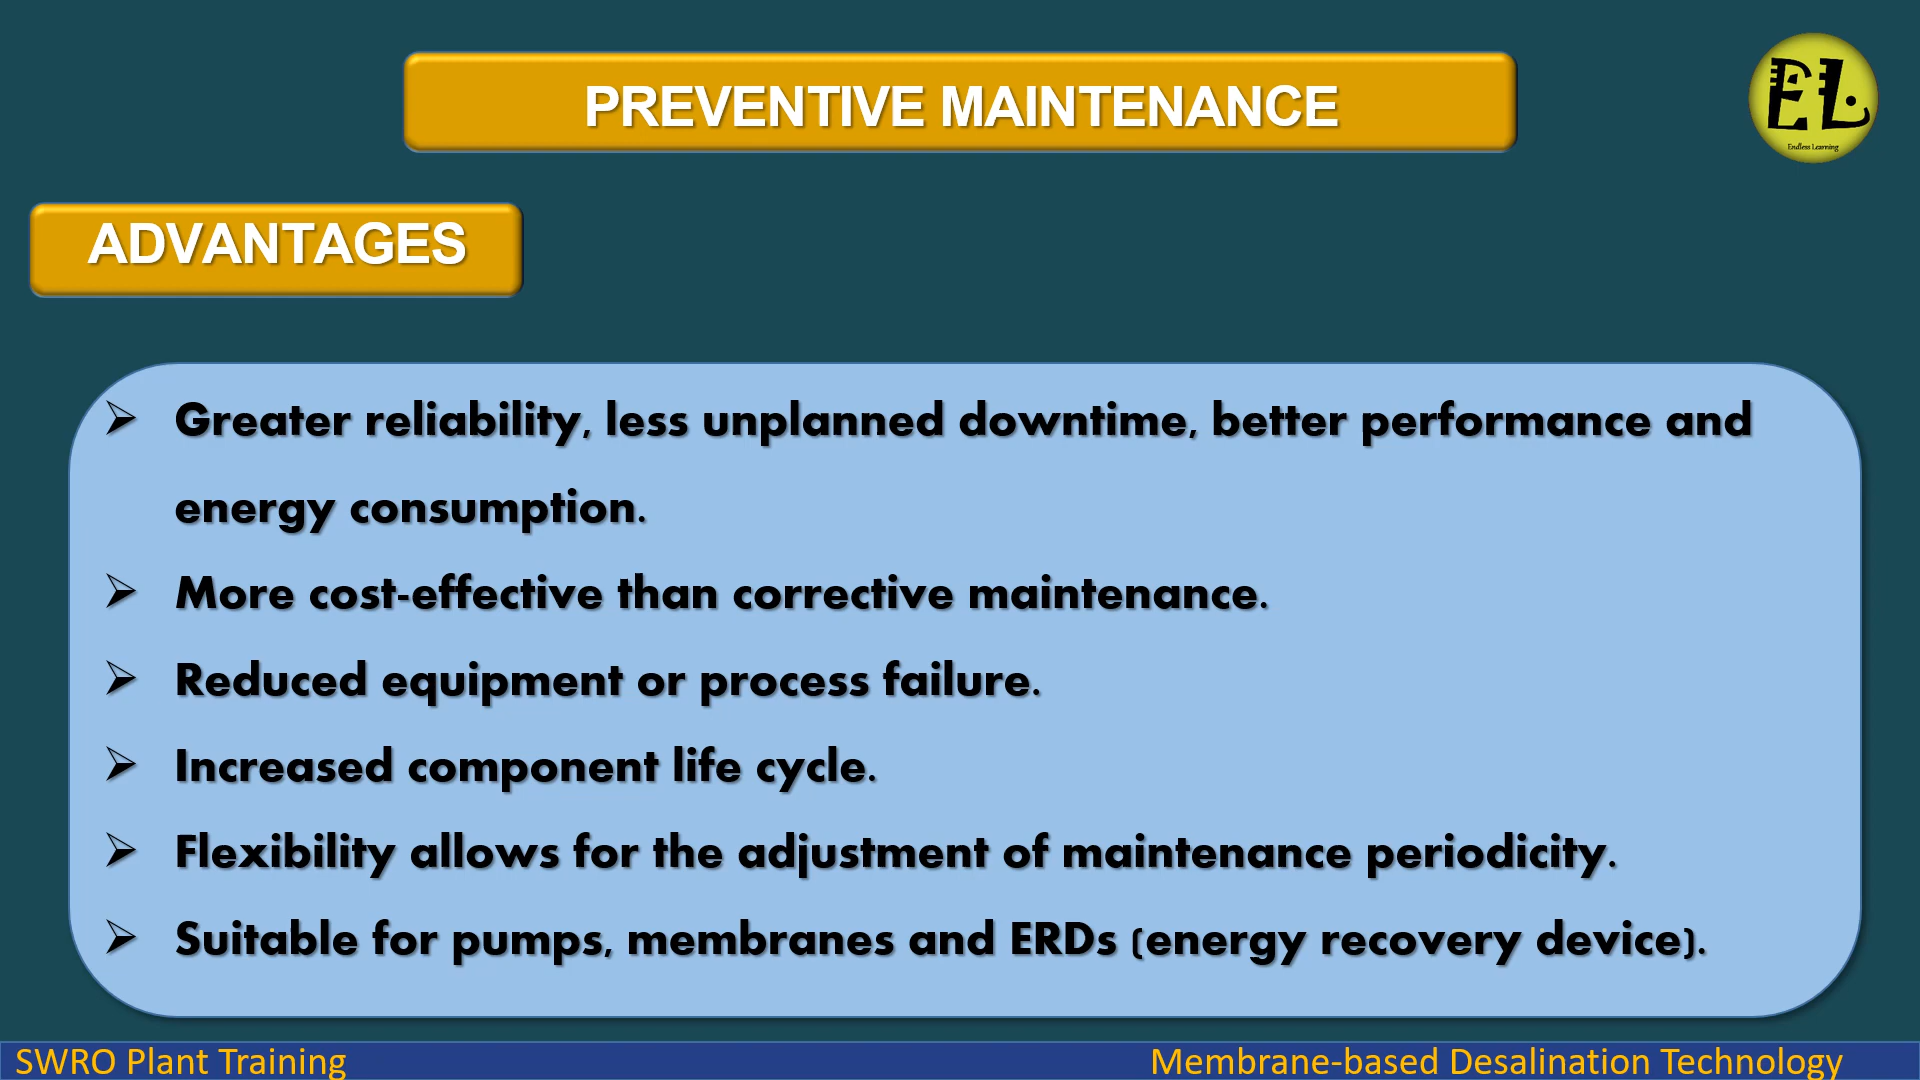 PREVENTIVE MAINTENANCE
EL
Endless Learning
ADVANTAGES
Greater reliability, less unplanned downtime, better performance and
energy consumption.
More cost-effective than corrective maintenance.
Reduced equipment or process failure.
Increased component life cycle.
Flexibility allows for the adjustment of maintenance periodicity.
Suitable for pumps, membranes and ERDs (energy recovery device).
SWRO Plant Training
Membrane-based Desalination Technology